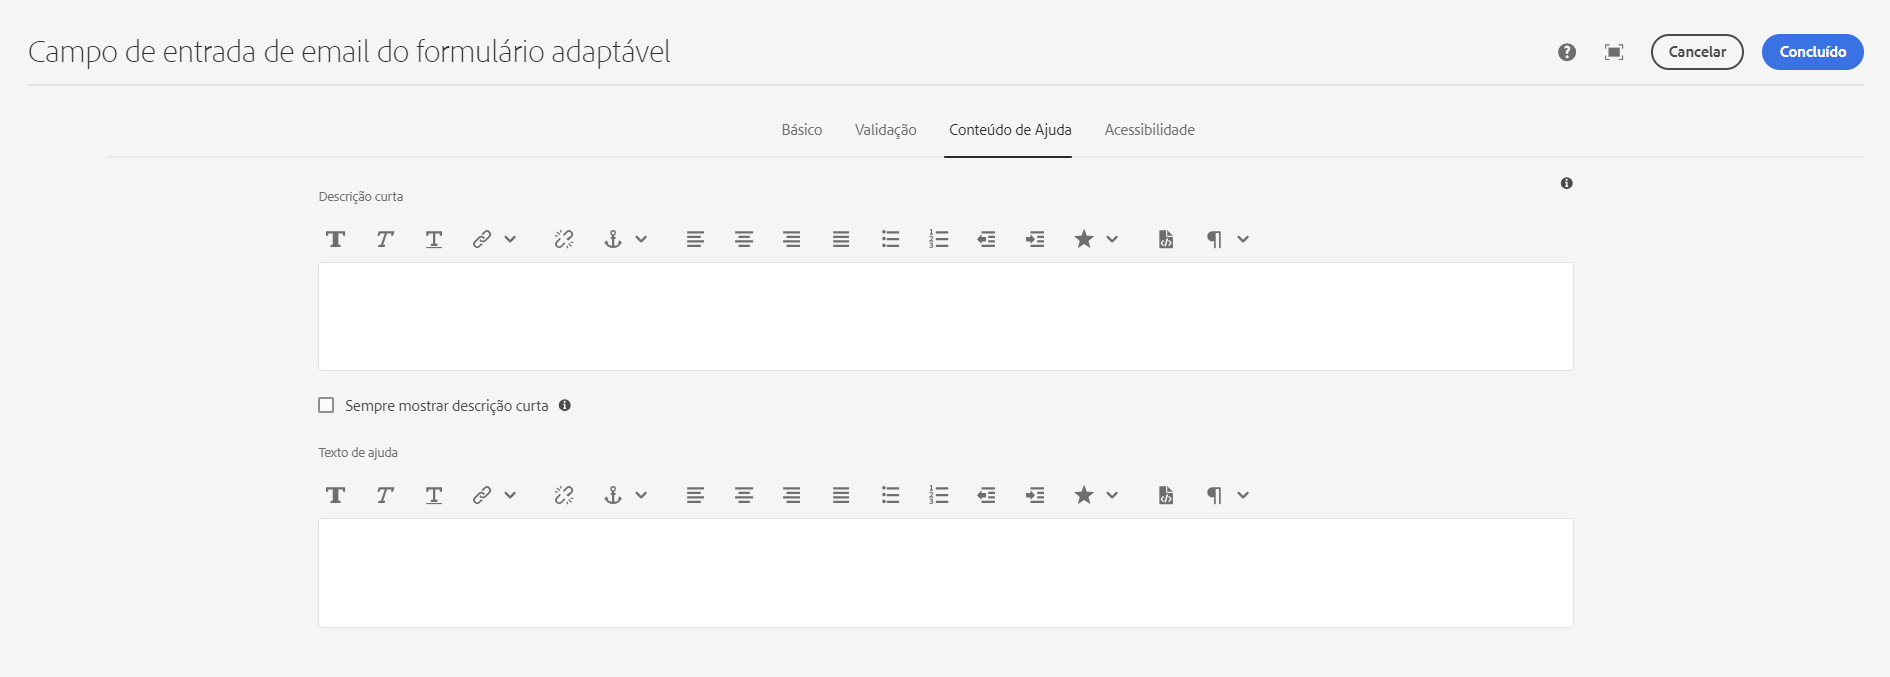 Campo de entrada de email do formulário adaptável
Cancelar
Concluído
Básico
Validação
Conteúdo de Ajuda
Acessibilidade
Descrição curta
Sempre mostrar descrição curta
Texto de ajuda